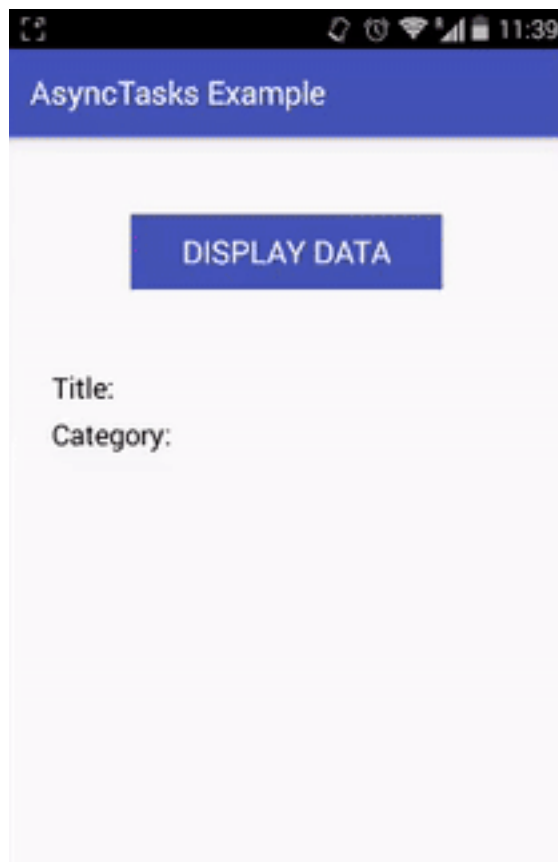 11:39
AsyncTasks Example
DISPLAY DATA
Title:
Category: